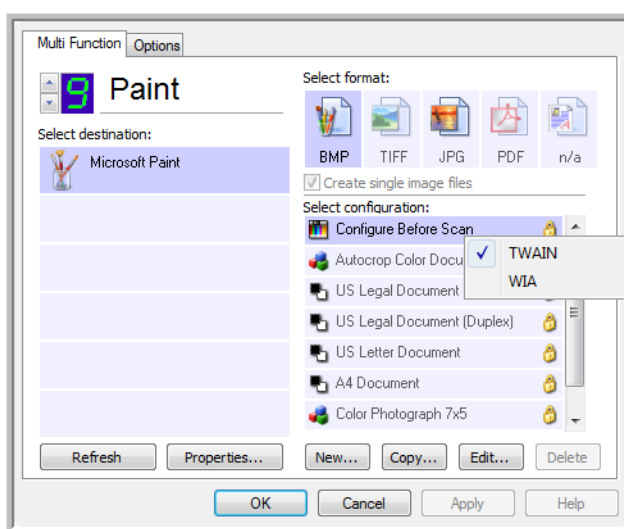 Multi Function
Options
9
Paint
Select destination:
Microsoft Paint
Select format:
BMP
TIFF
JPG
PDF
n/a
Create single image files
Select configuration:
Configure Before Scan
Autocrop Color Docu
US Legal Document
US Legal Document (Duplex)
US Letter Document
A4 Document
Color Photograph 7x5
TWAIN
WIA
Refresh
Properties...
New...
Copy...
Edit...
Delete
OK
Cancel
Apply
Help